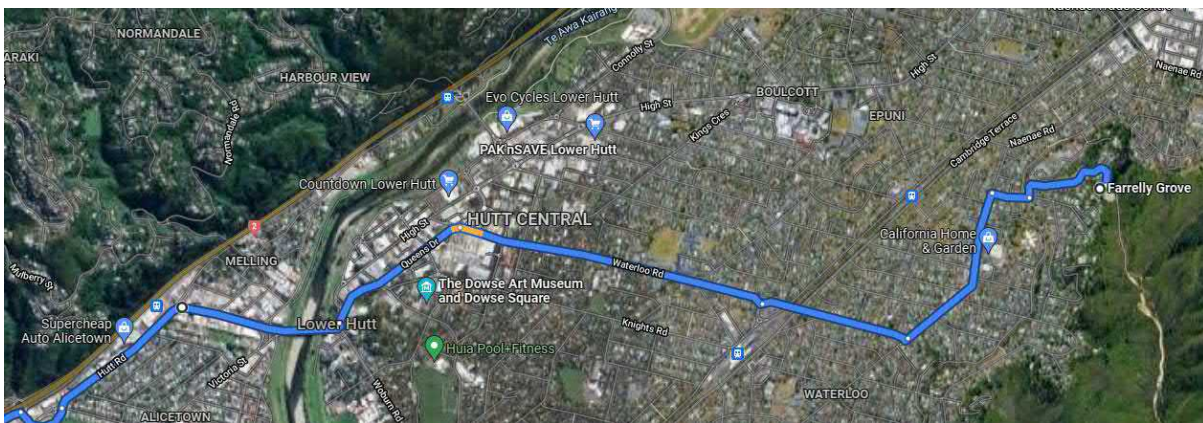 Te Awa Kairang
NORMANDALE
ARAKI
HARBOUR VIEW
Normandale Rd
Connolly St
High St
Naenae Rd
Evo Cycles Lower Hutt
High St
BOULCOTT
Kings Cres
EPUNI
Cambridge Terrace
Naenae Rd
PAK'nSAVE Lower Hutt
Countdown Lower Hutt
Farrelly Grove
2
HUTT CENTRAL
High St
Queens Dr
California Home
& Garden
MELLING
Mulberry St
Waterloo Rd
The Dowse Art Museum
and Dowse Square
Supercheap
Auto Alicetown
Lower Hutt
Knights Rd
Huia Pool+Fitness
Hutt Rd
Victoria St
Woburn Rd
WATERLOO
ALICETOWN